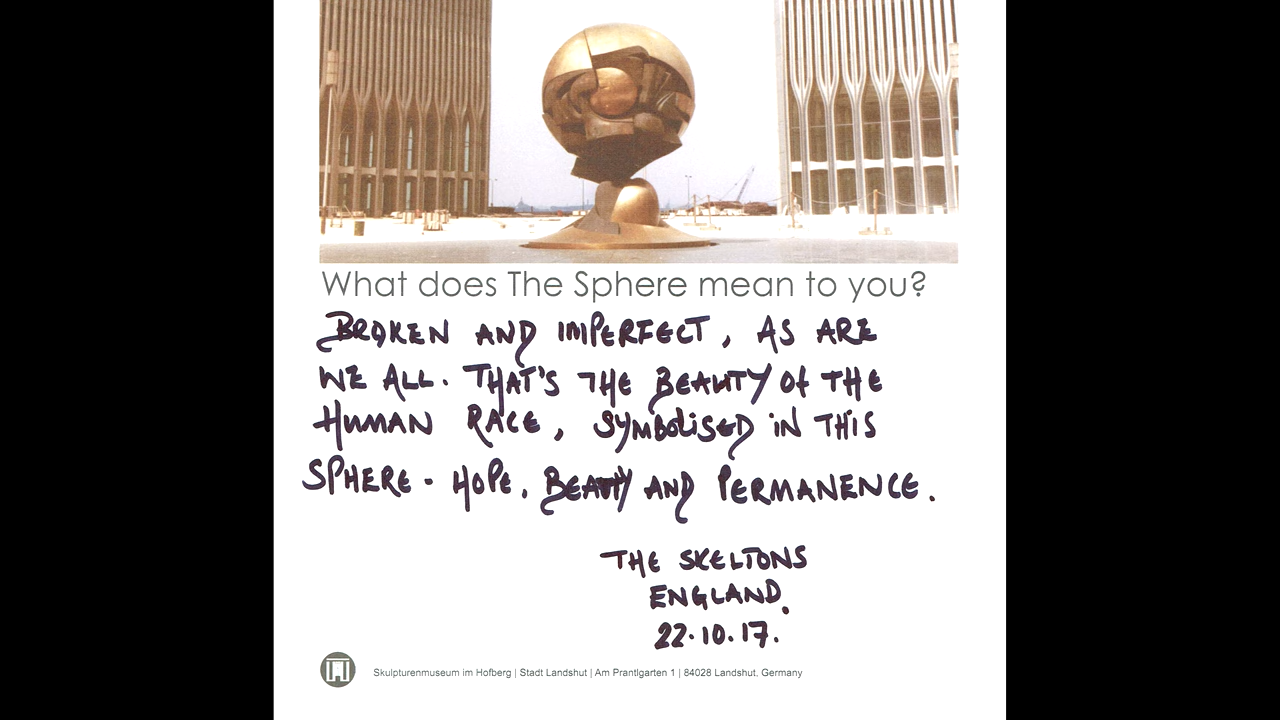 What does The Sphere mean to you?
BROKEN AND IMPERFECT, AS ARE
WE ALL. THAT'S THE BEAUTY OF THE
HUMAN RACE, SYMBOLISED IN THIS
SPHERE - HOPE, BEAUTY AND PERMANENCE.
THE SKELTONS
ENGLAND.
22.10.17.
Skulpturenmuseum im Hofberg | Stadt Landshut | Am Prantlgarten 1 | 84028 Landshut, Germany